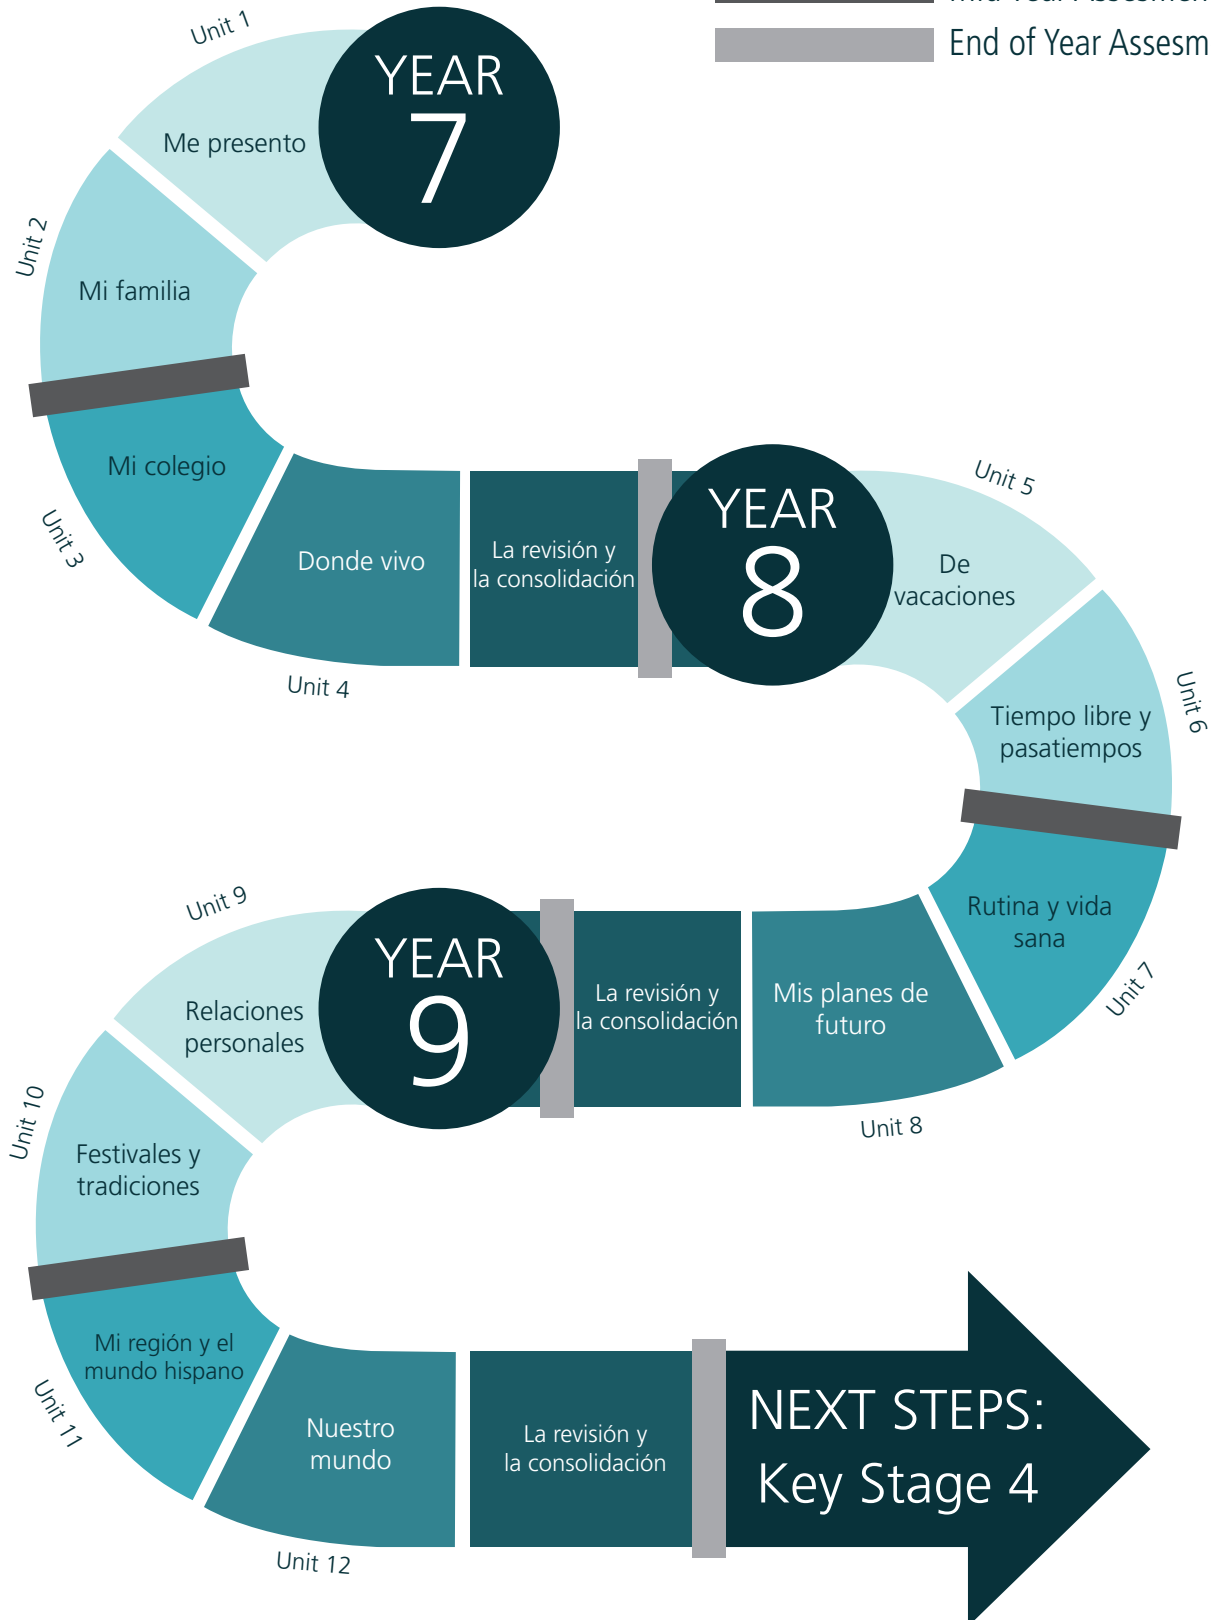 End of Year Assesm
Unit 1
YEAR
7
Me presento
Unit 2
Mi familia
Mi colegio
Unit 3
Donde vivo
Unit 4
La revisión y
la consolidación
YEAR
8
Unit 5
De
vacaciones
Unit 6
Tiempo libre y
pasatiempos
Rutina y vida
sana
Unit 7
Mis planes de
futuro
Unit 8
La revisión y
la consolidación
YEAR
9
Unit 9
Relaciones
personales
Unit 10
Festivales y
tradiciones
Mi región y el
mundo hispano
Unit 11
Nuestro
mundo
Unit 12
La revisión y
la consolidación
NEXT STEPS:
Key Stage 4